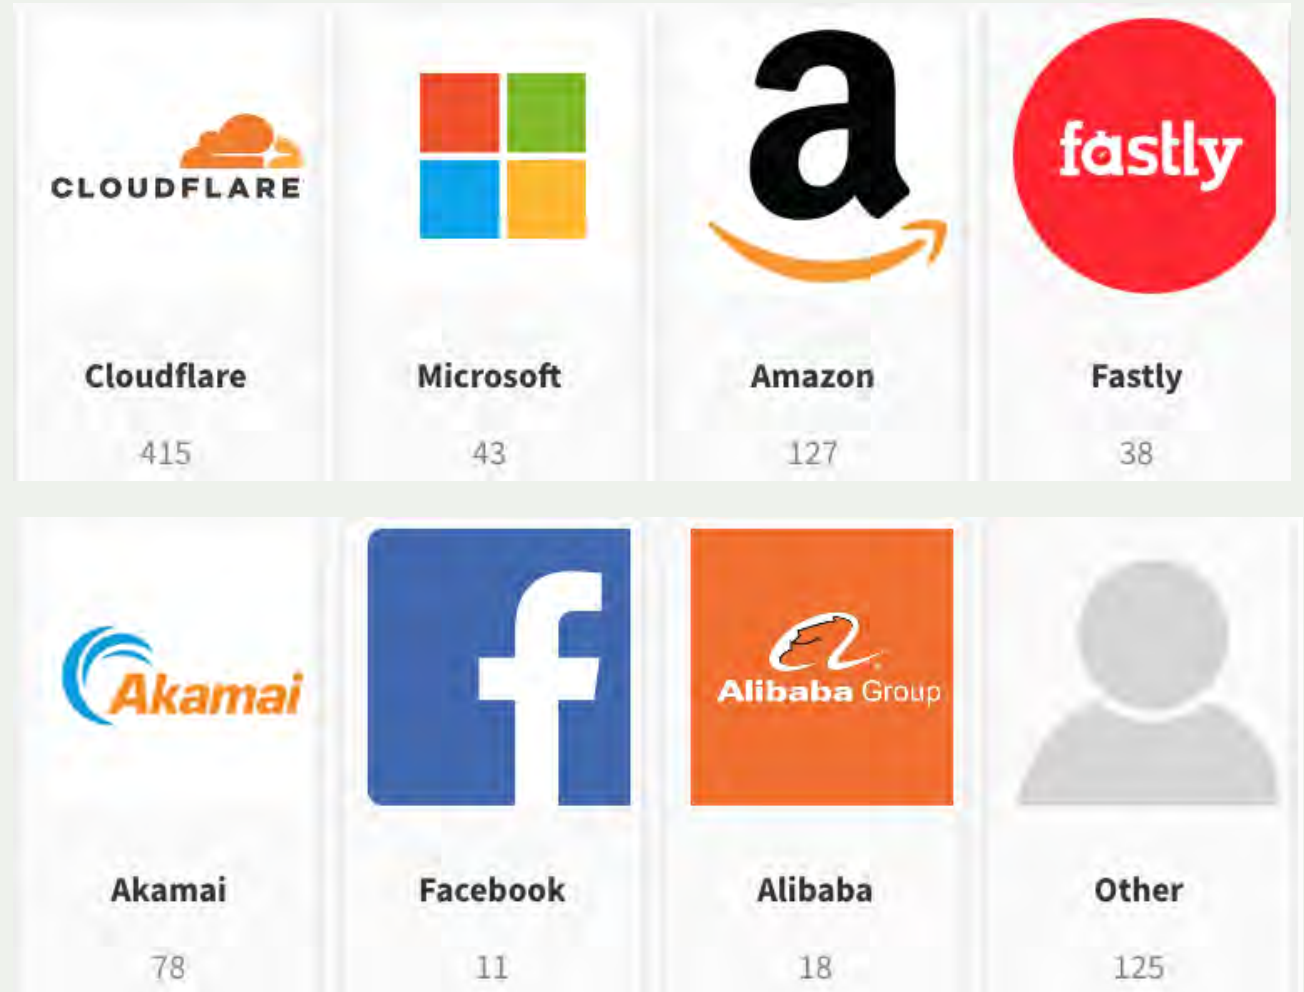 CLOUDFLARE
a
fastly
Cloudflare
Microsoft
Amazon
Fastly
415
43
127
38
Akamai
f
Alibaba Group
Akamai
Facebook
Alibaba
Other
78
11
18
125